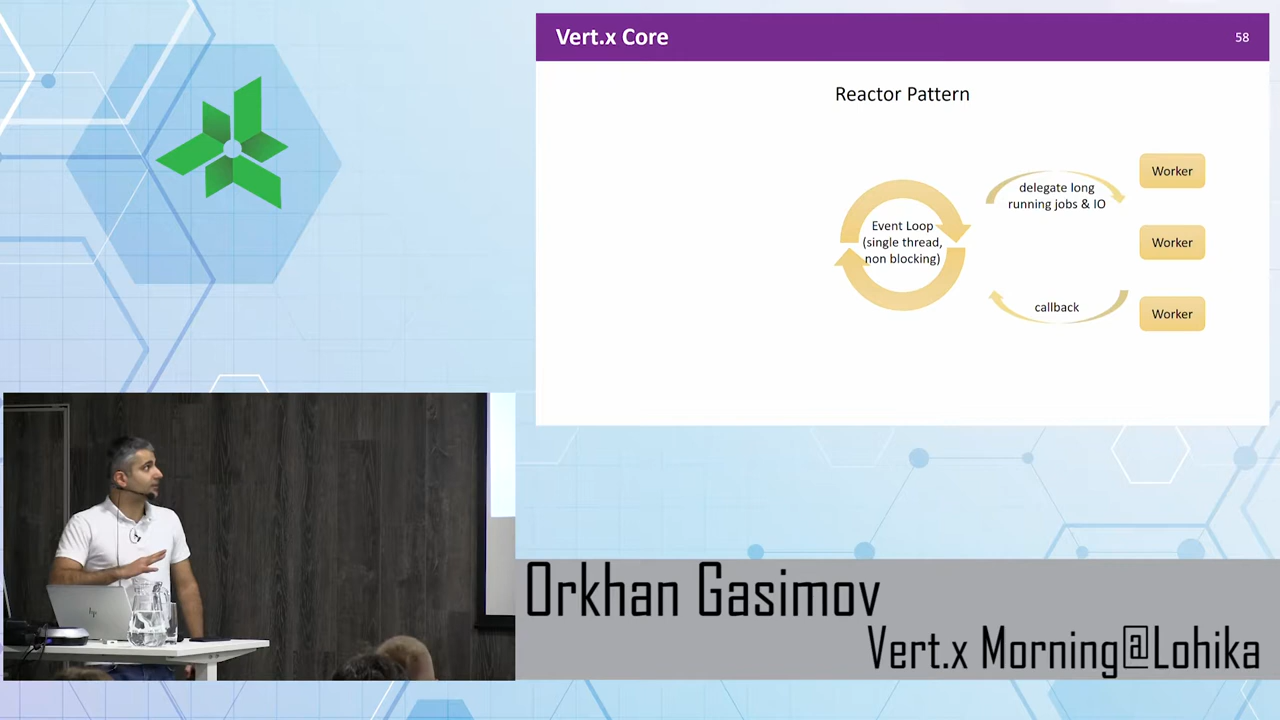 Vert.x Core
58
Reactor Pattern
Event Loop
(single thread,
non blocking)
delegate long
running jobs & IO
callback
Worker
Worker
Worker
Orkhan Gasimov
Vert.x Morning@Lohika